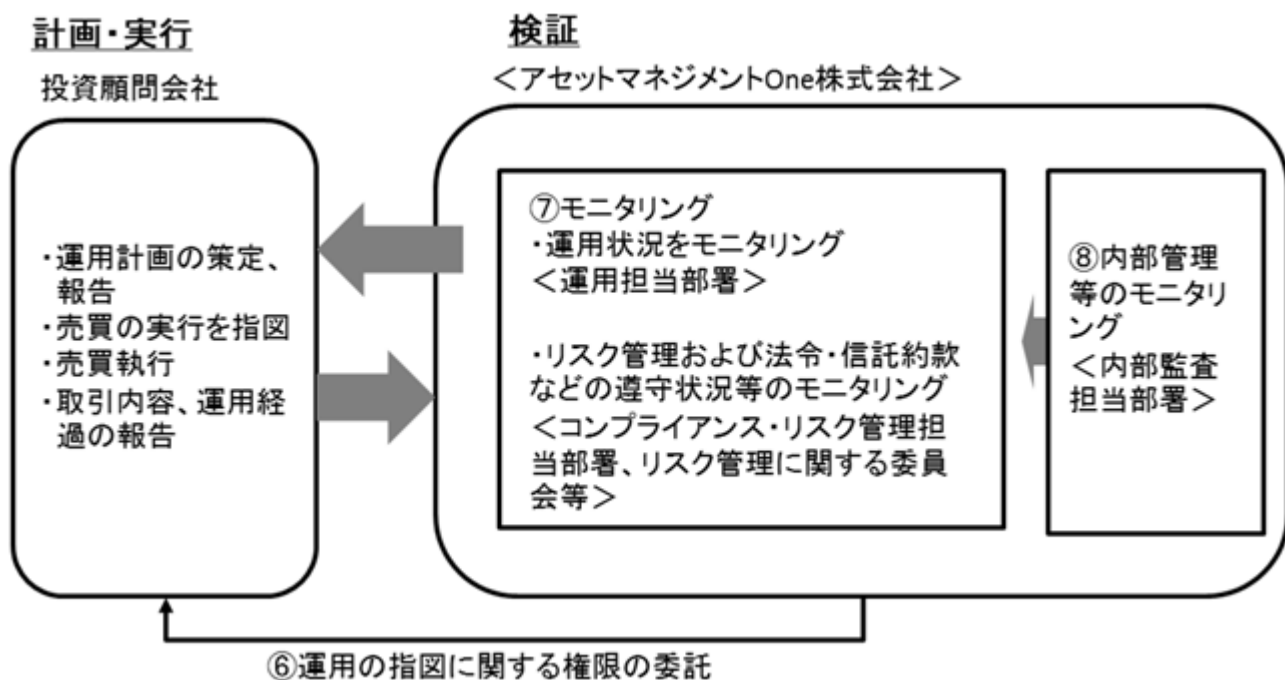 計画・実行
投資顧問会社
・運用計画の策定、
報告
・売買の実行を指図
・売買執行
・取引内容、運用経
過の報告
検証
＜アセットマネジメントOne株式会社＞
⑦モニタリング
・運用状況をモニタリング
＜運用担当部署＞
・リスク管理および法令・信託約款
などの遵守状況等のモニタリング
＜コンプライアンス・リスク管理担
当部署、リスク管理に関する委員
会等＞
⑧内部管理
等のモニタリ
ング
＜内部監査
担当部署＞
⑥運用の指図に関する権限の委託